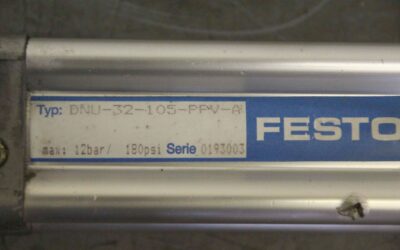 Typ: DNU-32-105-PPV-A
FESTO
max: 12bar/ 180psi Serie 0193003